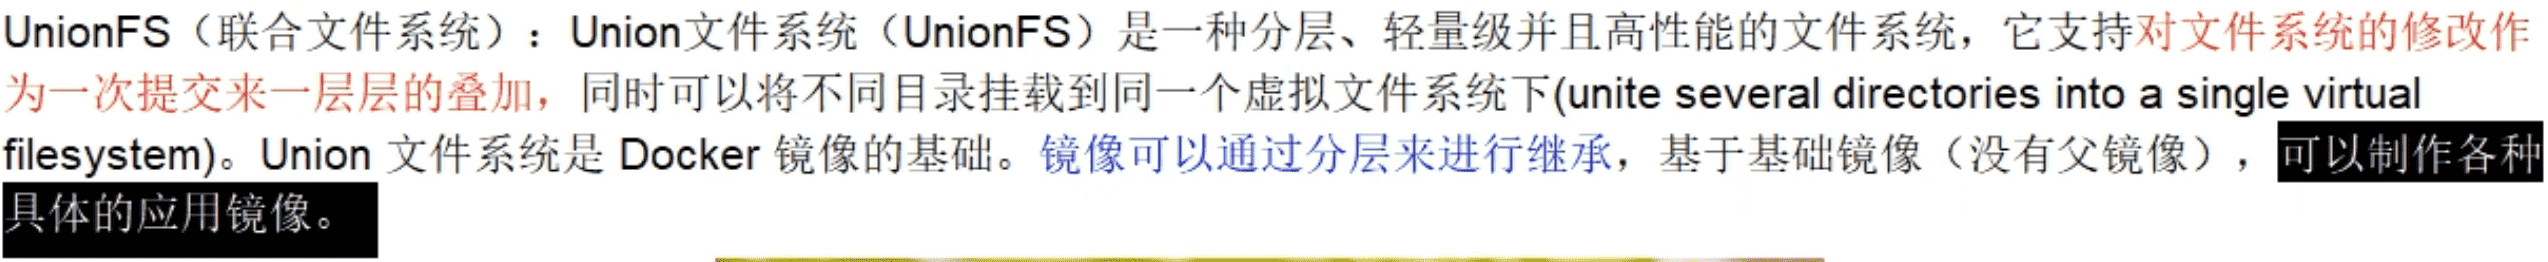 UnionFS（联合文件系统）：Union文件系统（UnionFS）是一种分层、轻量级并且高性能的文件系统，它支持对文件系统的修改作
为一次提交来一层层的叠加，同时可以将不同目录挂载到同一个虚拟文件系统下(unite several directories into a single virtual
filesystem)。Union 文件系统是 Docker 镜像的基础。镜像可以通过分层来进行继承，基于基础镜像（没有父镜像），可以制作各种
具体的应用镜像。